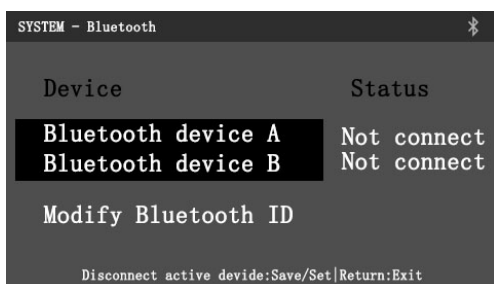 SYSTEM - Bluetooth
Device Status
Bluetooth device A Not connect
Bluetooth device B Not connect
Modify Bluetooth ID
Disconnect active devide:Save/Set|Return:Exit